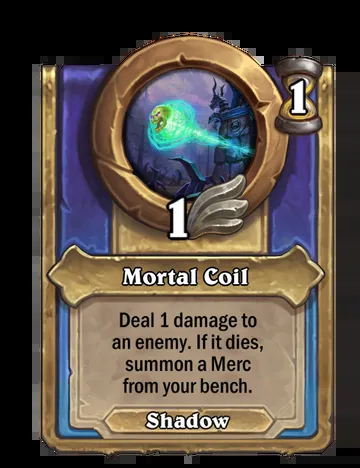 1
1
Mortal Coil
Deal 1 damage to
an enemy. If it dies,
summon a Merc
from your bench.
Shadow